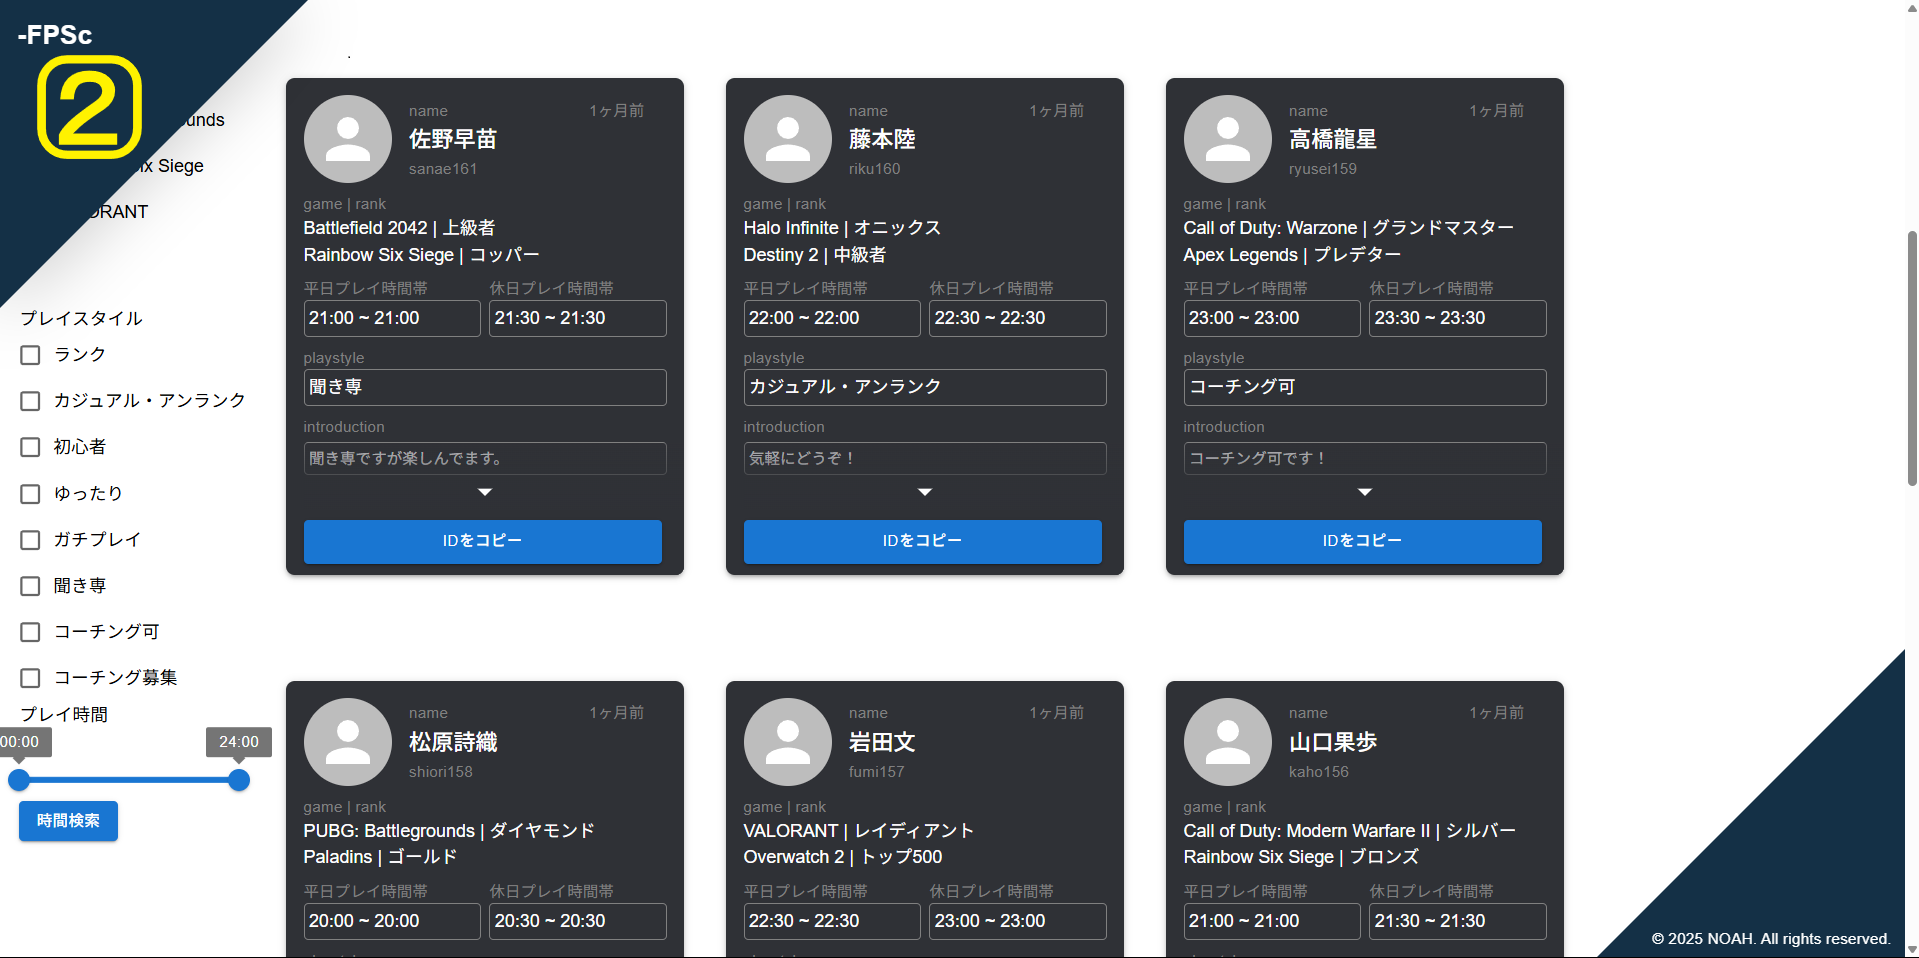 -FPSc
2
ounds
ix Siege
ORANT
プレイスタイル
ランク
カジュアル・アンランク
初心者
ゆったり
ガチプレイ
聞き専
コーチング可
コーチング募集
プレイ時間
00:00
24:00
時間検索
.
name
1ヶ月前
佐野早苗
sanae161
game | rank
Battlefield 2042 | 上級者
Rainbow Six Siege | コッパー
平日プレイ時間帯 休日プレイ時間帯
21:00 ~ 21:00 21:30 ~ 21:30
playstyle
聞き専
introduction
聞き専ですが楽しんでます。
IDをコピー
name
1ヶ月前
藤本陸
riku160
game | rank
Halo Infinite | オニックス
Destiny 2 | 中級者
平日プレイ時間帯 休日プレイ時間帯
22:00 ~ 22:00 22:30 ~ 22:30
playstyle
カジュアル・アンランク
introduction
気軽にどうぞ！
IDをコピー
name
1ヶ月前
高橋龍星
ryusei159
game | rank
Call of Duty: Warzone | グランドマスター
Apex Legends | プレデター
平日プレイ時間帯 休日プレイ時間帯
23:00 ~ 23:00 23:30 ~ 23:30
playstyle
コーチング可
introduction
コーチング可です！
IDをコピー
name
1ヶ月前
松原詩織
shiori158
game | rank
PUBG: Battlegrounds | ダイヤモンド
Paladins | ゴールド
平日プレイ時間帯 休日プレイ時間帯
20:00 ~ 20:00 20:30 ~ 20:30
name
1ヶ月前
岩田文
fumi157
game | rank
VALORANT | レイディアント
Overwatch 2 | トップ500
平日プレイ時間帯 休日プレイ時間帯
22:30 ~ 22:30 23:00 ~ 23:00
name
1ヶ月前
山口果歩
kaho156
game | rank
Call of Duty: Modern Warfare II | シルバー
Rainbow Six Siege | ブロンズ
平日プレイ時間帯 休日プレイ時間帯
21:00 ~ 21:00 21:30 ~ 21:30
© 2025 NOAH. All rights reserved.